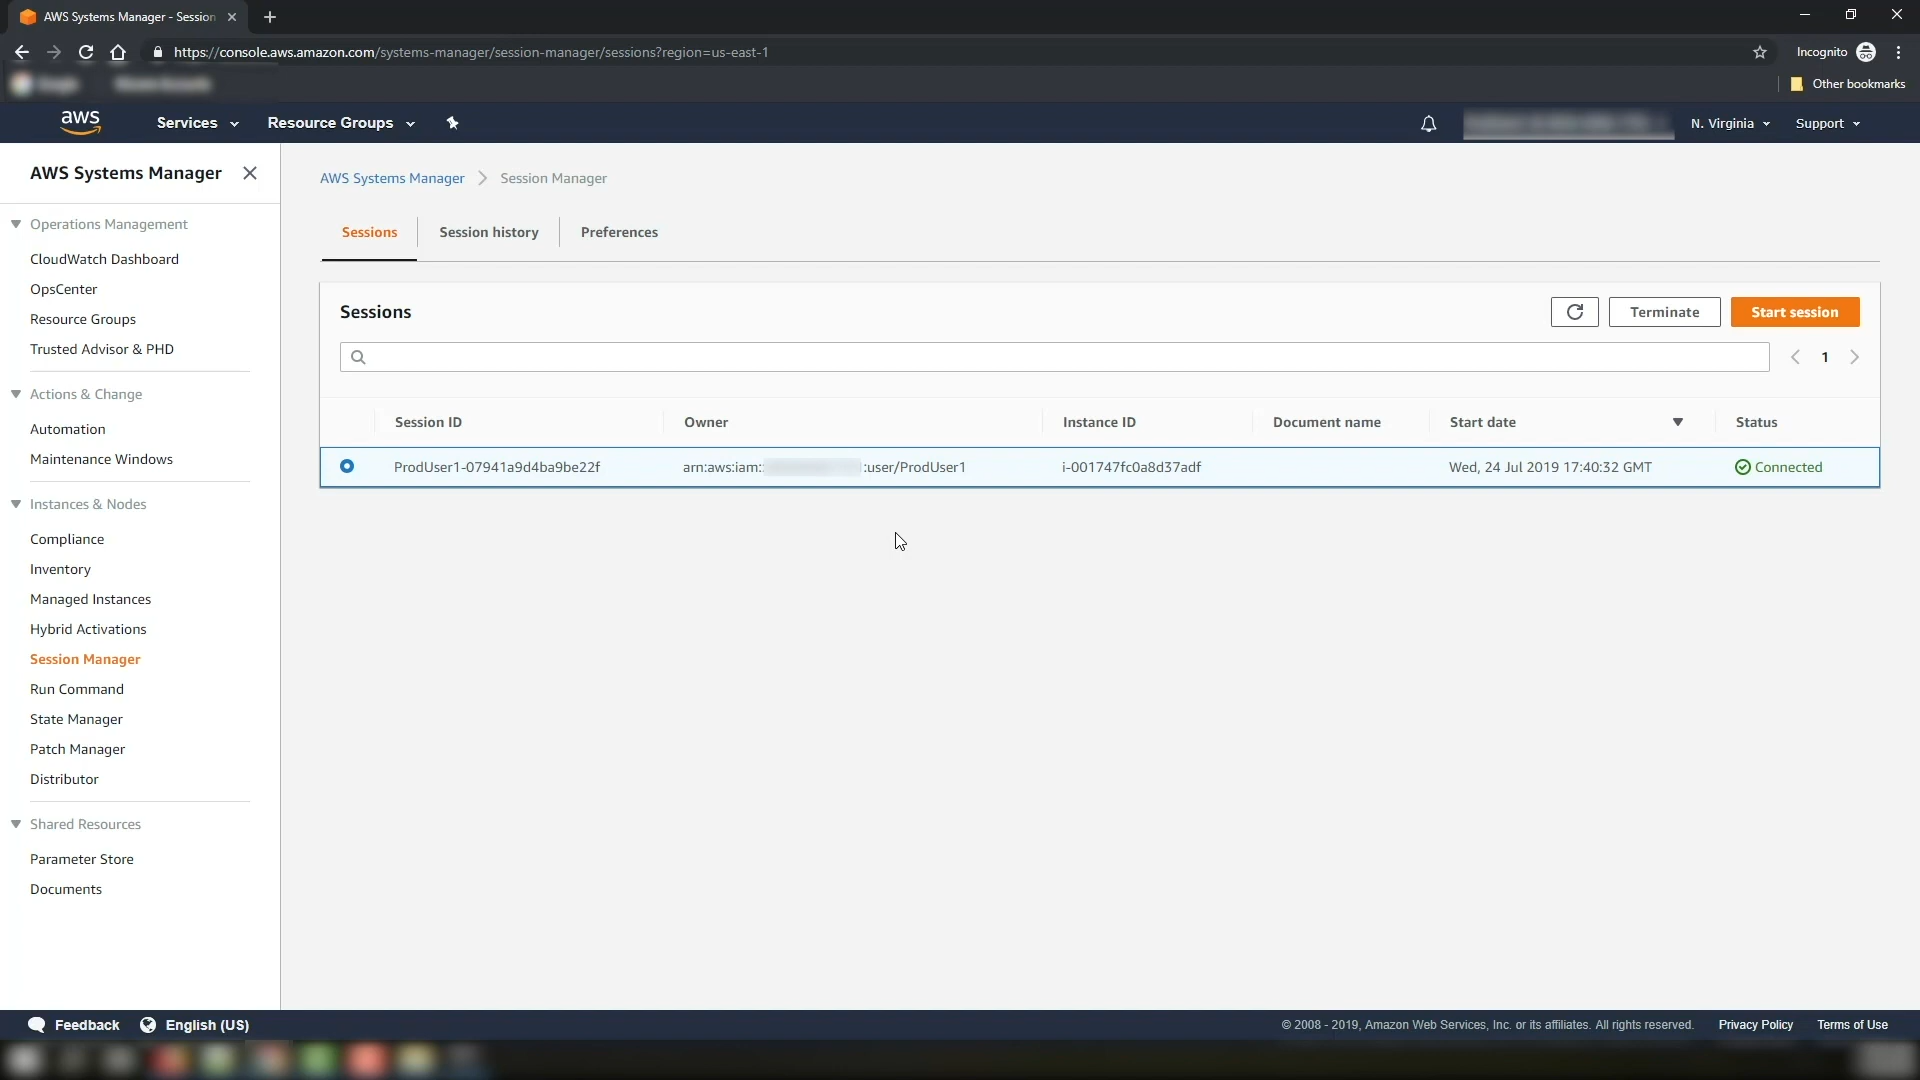 AWS Systems Manager - Session
https://console.aws.amazon.com/systems-manager/session-manager/sessions?region=us-east-1
Incognito
Other bookmarks
aws
Services
Resource Groups
N. Virginia
Support
AWS Systems Manager
Operations Management
CloudWatch Dashboard
OpsCenter
Resource Groups
Trusted Advisor & PHD
Actions & Change
Automation
Maintenance Windows
Instances & Nodes
Compliance
Inventory
Managed Instances
Hybrid Activations
Session Manager
Run Command
State Manager
Patch Manager
Distributor
Shared Resources
Parameter Store
Documents
AWS Systems Manager > Session Manager
Sessions
Session history
Preferences
Sessions
Terminate
Start session
1
Session ID Owner Instance ID Document name Start date Status
ProdUser1-07941a9d4ba9be22f arn:aws:iam:: :user/ProdUser1 i-001747fc0a8d37adf Wed, 24 Jul 2019 17:40:32 GMT Connected
Feedback
English (US)
© 2008 - 2019, Amazon Web Services, Inc. or its affiliates. All rights reserved.
Privacy Policy
Terms of Use